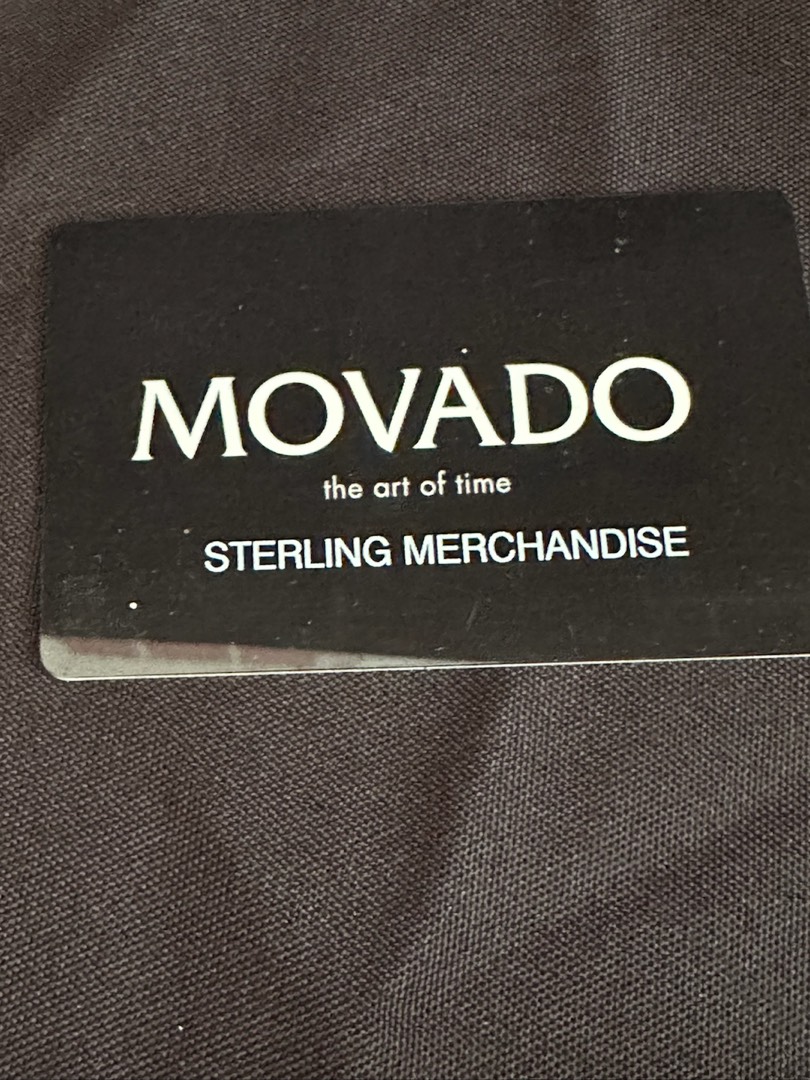 MOVADO
the art of time
STERLING MERCHANDISE